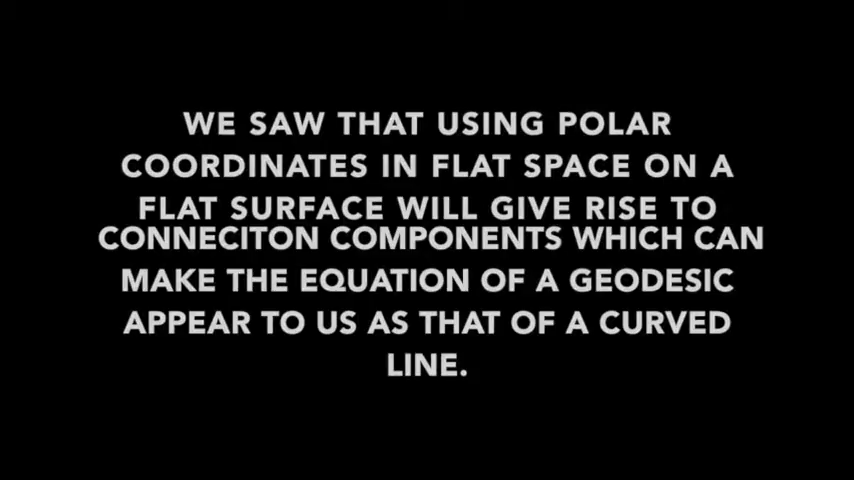 WE SAW THAT USING POLAR
COORDINATES IN FLAT SPACE ON A
FLAT SURFACE WILL GIVE RISE TO
CONNECITON COMPONENTS WHICH CAN
MAKE THE EQUATION OF A GEODESIC
APPEAR TO US AS THAT OF A CURVED
LINE.